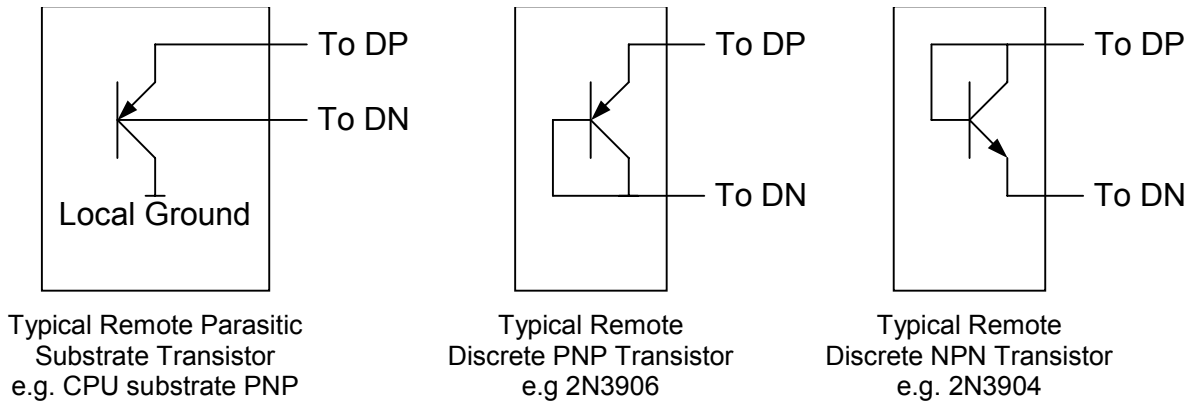 To DP
To DN
Local Ground
Typical Remote Parasitic
Substrate Transistor
e.g. CPU substrate PNP
To DP
To DN
Typical Remote
Discrete PNP Transistor
e.g 2N3906
To DP
To DN
Typical Remote
Discrete NPN Transistor
e.g. 2N3904